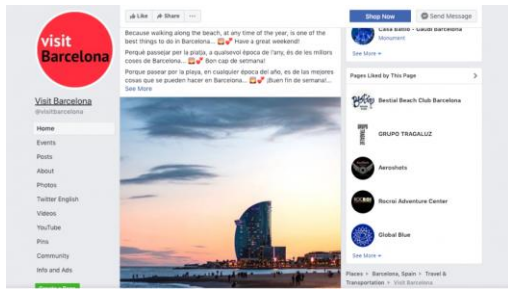 visit
Barcelona
Visit Barcelona
@visitbarcelona
Home
Events
Posts
About
Photos
Twitter English
Videos
YouTube
Pins
Community
Info and Ads
Like Share ...
Because walking along the beach, at any time of the year, is one of the
best things to do in Barcelona... 🌅💕 Have a great weekend!
Perquè passejar per la platja, a qualsevol època de l'any, és de les millors
coses de Barcelona... 🌅💕 Bon cap de setmana!
Porque pasear por la playa, en cualquier época del año, es de las mejores
cosas que se pueden hacer en Barcelona... 🌅💕 ¡Buen fin de semana!...
See More
Shop Now Send Message
Casa Batlló - Gaudí Barcelona
Monument
See More
Pages Liked by This Page
Bestial Beach Club Barcelona
GRUPO TRAGALUZ
Aeroshots
Rocroi Adventure Center
Global Blue
See More
Places Barcelona, Spain Travel &
Transportation Visit Barcelona